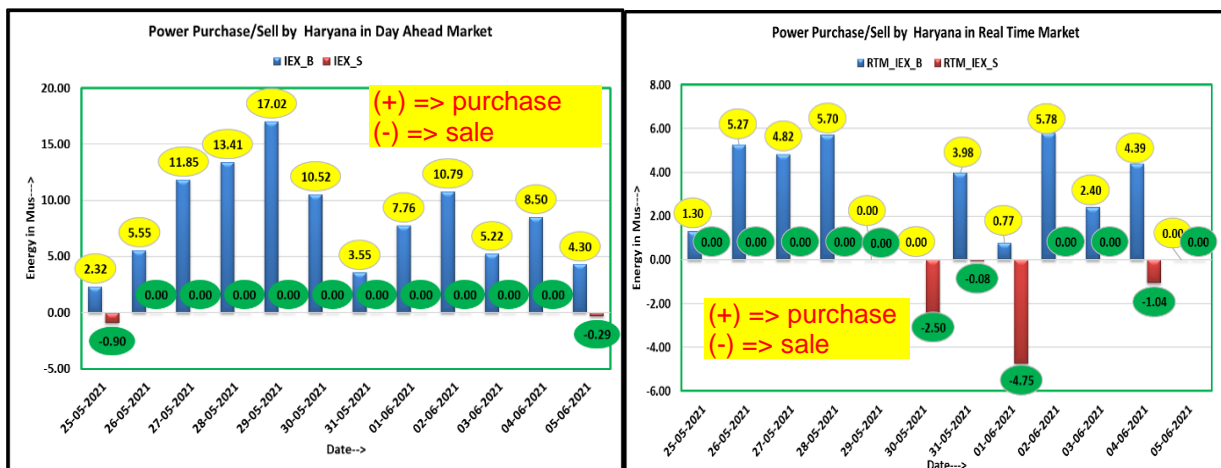 Power Purchase/Sell by Haryana in Day Ahead Market
IEX_B IEX_S
(+) => purchase
(-) => sale
Energy in Mus--->
20.00
15.00
10.00
5.00
0.00
-5.00
2.32 5.55 11.85 13.41 17.02 10.52 3.55 7.76 10.79 5.22 8.50 4.30
-0.90 0.00 0.00 0.00 0.00 0.00 0.00 0.00 0.00 0.00 0.00 -0.29
25-05-2021 26-05-2021 27-05-2021 28-05-2021 29-05-2021 30-05-2021 31-05-2021 01-06-2021 02-06-2021 03-06-2021 04-06-2021 05-06-2021
Date-->
Power Purchase/Sell by Haryana in Real Time Market
RTM_IEX_B RTM_IEX_S
Energy in Mus--->
8.00
6.00
4.00
2.00
0.00
-2.00
-4.00
-6.00
1.30 5.27 4.82 5.70 0.00 0.00 3.98 0.77 5.78 2.40 4.39 0.00
0.00 0.00 0.00 0.00 0.00 -2.50 -0.08 -4.75 0.00 0.00 -1.04 0.00
(+) => purchase
(-) => sale
25-05-2021 26-05-2021 27-05-2021 28-05-2021 29-05-2021 30-05-2021 31-05-2021 01-06-2021 02-06-2021 03-06-2021 04-06-2021 05-06-2021
Date--->